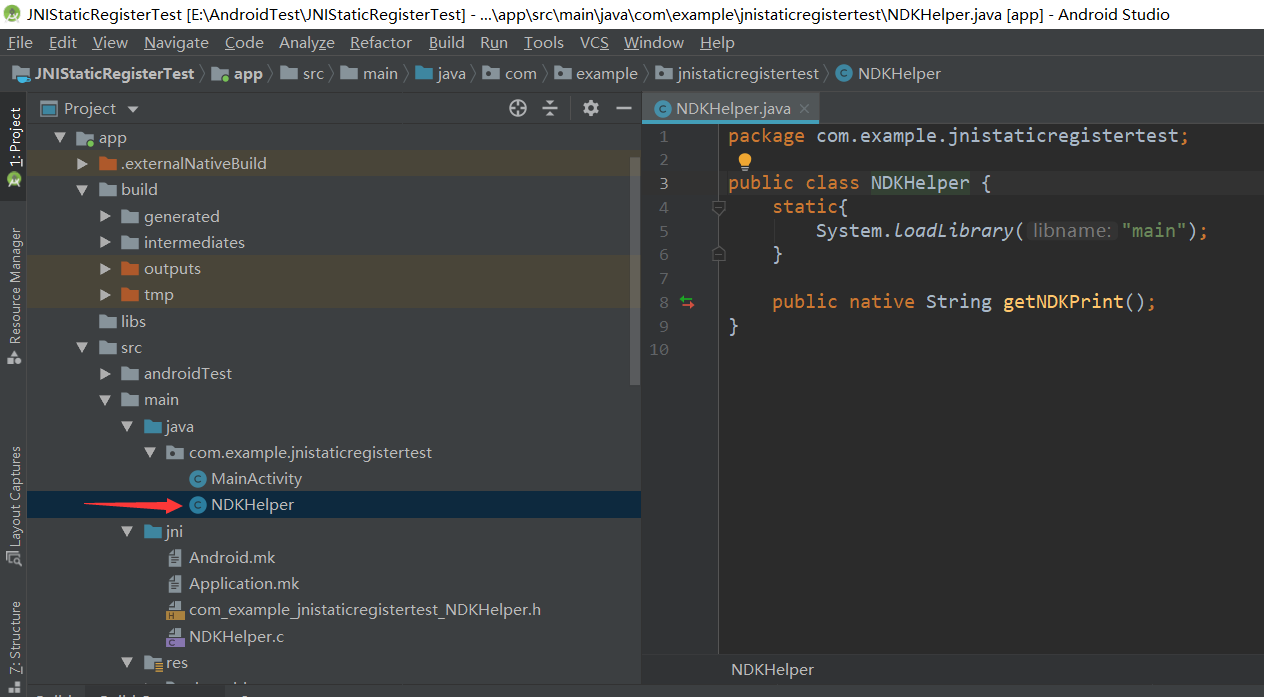 JNIStaticRegisterTest [E:\AndroidTest\JNIStaticRegisterTest] - ...\app\src\main\java\com\example\jnistaticregistertest\NDKHelper.java [app] - Android Studio
File Edit View Navigate Code Analyze Refactor Build Run Tools VCS Window Help
JNIStaticRegisterTest app src main java com example jnistaticregistertest NDKHelper
1: Project
Resource Manager
Layout Captures
Z: Structure
Project
app
.externalNativeBuild
build
generated
intermediates
outputs
tmp
libs
src
androidTest
main
java
com.example.jnistaticregistertest
MainActivity
NDKHelper
jni
Android.mk
Application.mk
com_example_jnistaticregistertest_NDKHelper.h
NDKHelper.c
res
NDKHelper.java
1 package com.example.jnistaticregistertest;
2
3 public class NDKHelper {
4 static{
5 System.loadLibrary( libname: "main");
6 }
7
8 public native String getNDKPrint();
9 }
10
NDKHelper